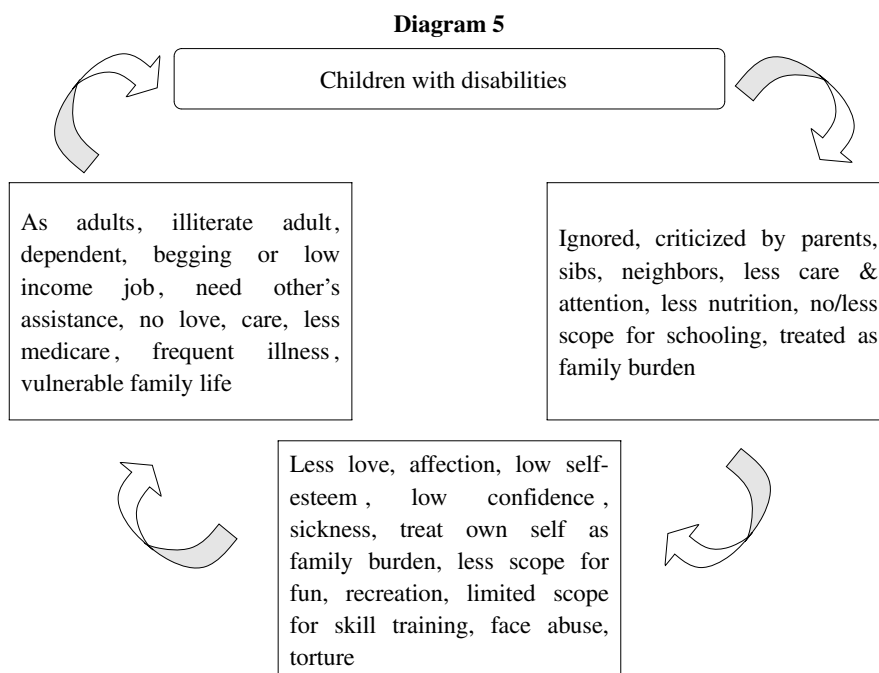 Diagram 5
Children with disabilities
Ignored, criticized by parents,
sibs, neighbors, less care &
attention, less nutrition, no/less
scope for schooling, treated as
family burden
Less love, affection, low self-
esteem , low confidence ,
sickness, treat own self as
family burden, less scope for
fun, recreation, limited scope
for skill training, face abuse,
torture
As adults, illiterate adult,
dependent, begging or low
income job, need other's
assistance, no love, care, less
medicare, frequent illness,
vulnerable family life